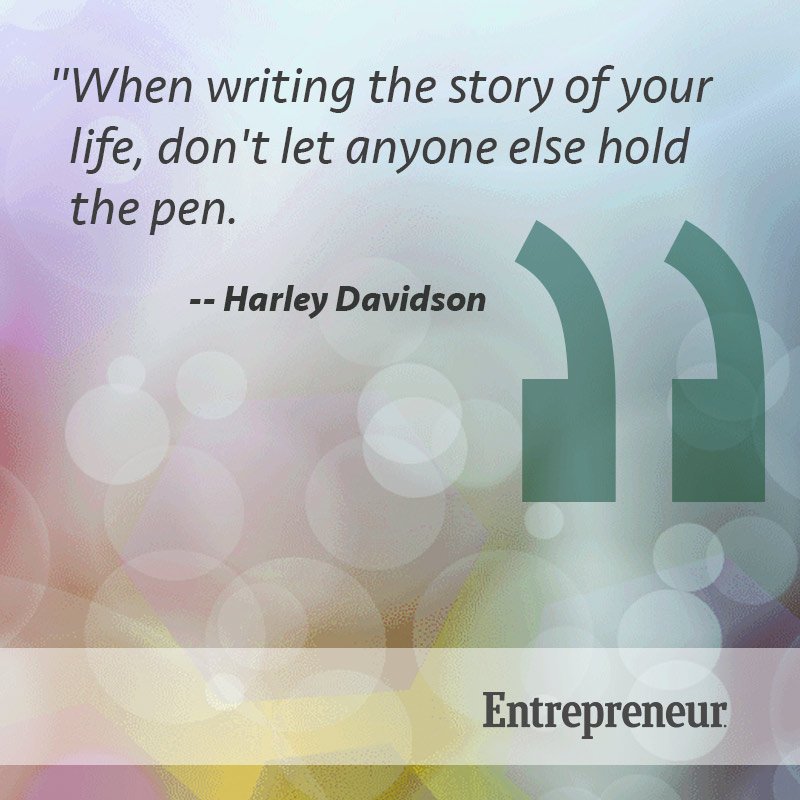 "When writing the story of your
life, don't let anyone else hold
the pen.
-- Harley Davidson
Entrepreneur